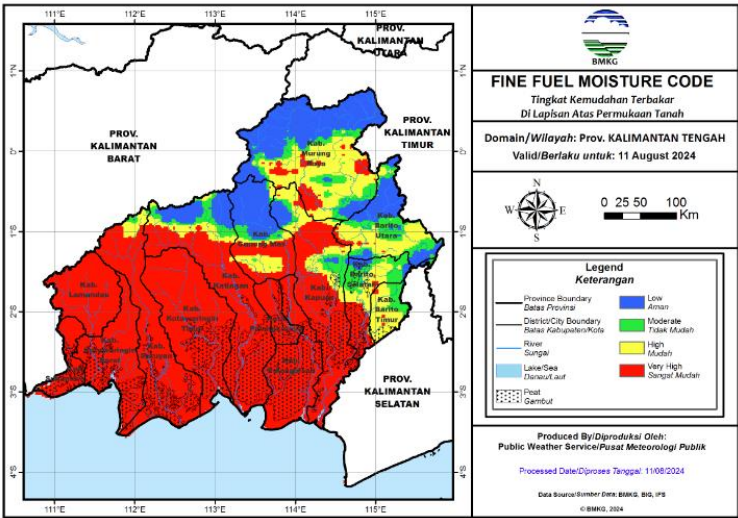 111°E 112°E 113°E 114°E 115°E
PROV.
KALIMANTAN
UTARA
1°N
PROV.
KALIMANTAN
BARAT
PROV.
KALIMANTAN
TIMUR
Kab.
Murung
Raya
0°
1°S
Kab.
Barito
Utara
Kab.
Gunung Mas
Kab.
Katingan
Kab.
Lamandau
Kab.
Barito
Selatan
Kab.
Kapuas
2°S
Kab.
Kotawaringin
Timur
Kab.
Barito
Timur
Kab.
Kab.
Seruyan
3°S
PROV.
KALIMANTAN
SELATAN
4°S
111°E 112°E 113°E 114°E 115°E
BMKG
FINE FUEL MOISTURE CODE
Tingkat Kemudahan Terbakar
Di Lapisan Atas Permukaan Tanah
Domain/Wilayah: Prov. KALIMANTAN TENGAH
Valid/Berlaku untuk: 11 August 2024
N
W E
S
0 25 50 100
Km
Legend
Keterangan
Province Boundary
Batas Provinsi
District/City Boundary
Batas Kabupaten/Kota
River
Sungai
Lake/Sea
Danau/Laut
Peat
Gambut
Low
Aman
Moderate
Tidak Mudah
High
Mudah
Very High
Sangat Mudah
Produced By/Diproduksi Oleh:
Public Weather Service/Pusat Meteorologi Publik
Processed Date/Diproses Tanggal: 11/08/2024
Data Source/Sumber Data: BMKG, BIG, IFS
© BMKG, 2024